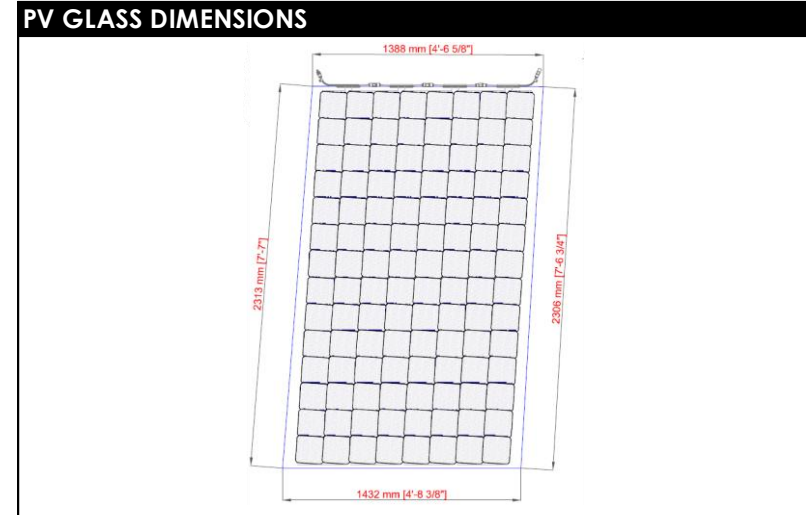 PV GLASS DIMENSIONS
1388 mm [4'-6 5/8"]
2313 mm [7'-7"]
2306 mm [7'-6 3/4"]
1432 mm [4'-8 3/8"]